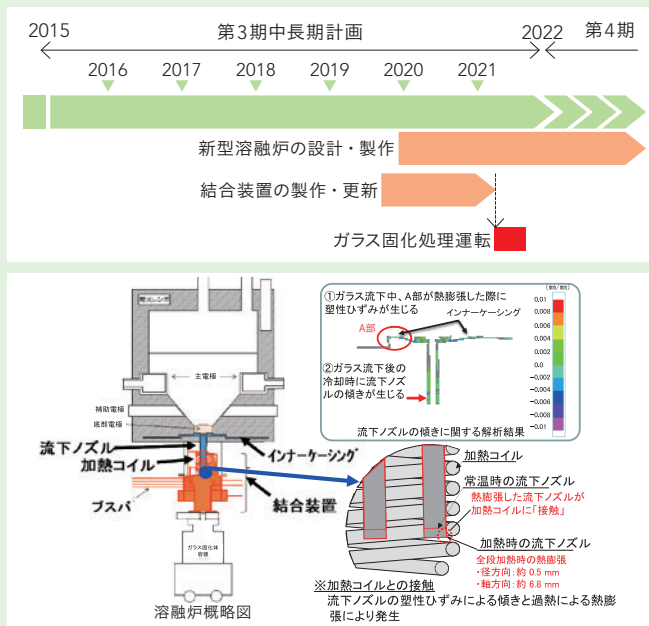 2015
第3期中長期計画
2022
第4期
2016
2017
2018
2019
2020
2021
新型溶融炉の設計・製作
結合装置の製作・更新
ガラス固化処理運転
耐火レンガ
主電極
補助電極
底部電極
流下ノズル
加熱コイル
ブスバ
インナーケーシング
結合装置
ガラス固化体
容器
溶融炉概略図
①ガラス流下中、A部が熱膨張した際に
塑性ひずみが生じる
インナーケーシング
A部
②ガラス流下後の
冷却時に流下ノズ
ルの傾きが生じる
流下ノズルの傾きに関する解析結果
(mm/mm)
0.01
0.008
0.006
0.004
0.002
0.0
−0.002
−0.004
−0.006
−0.008
−0.01
加熱コイル
常温時の流下ノズル
熱膨張した流下ノズルが
加熱コイルに「接触」
加熱時の流下ノズル
全段加熱時の熱膨張
・径方向：約 0.5 mm
・軸方向：約 6.8 mm
※加熱コイルとの接触
流下ノズルの塑性ひずみによる傾きと過熱による熱膨
張により発生